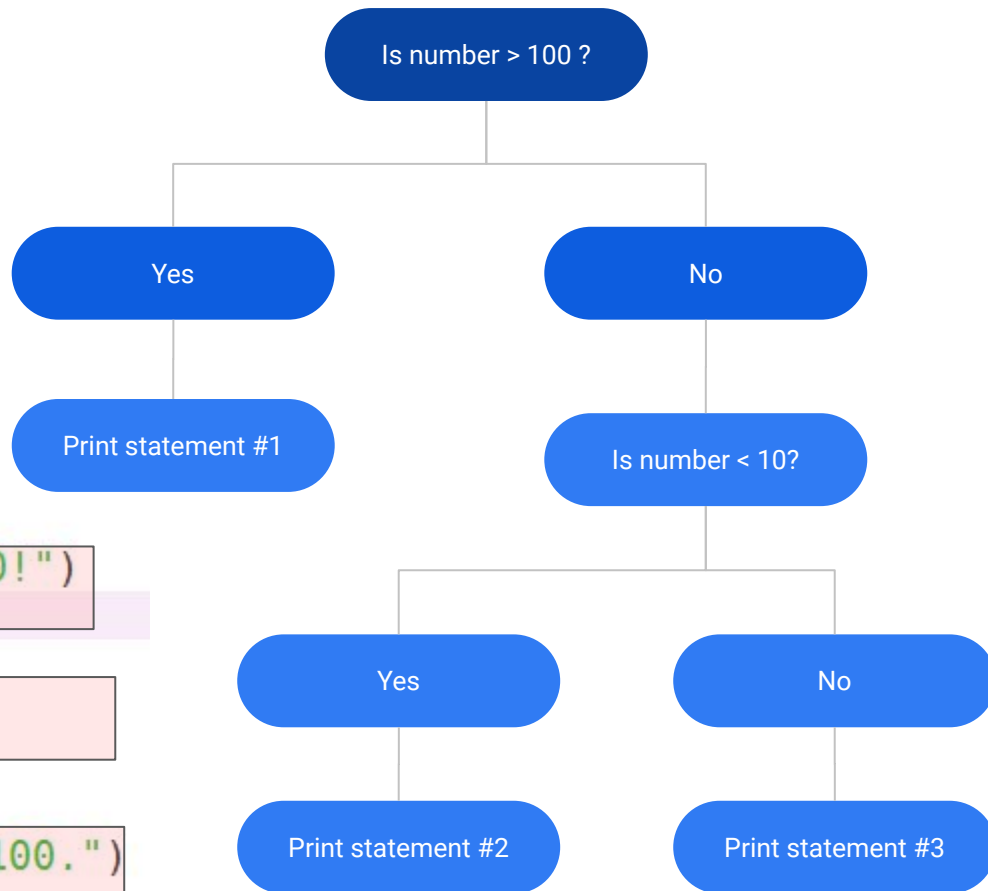 Is number > 100 ?
Yes
No
Print statement #1
Is number < 10?
!")
Yes
No
Print statement #2
Print statement #3
00.")